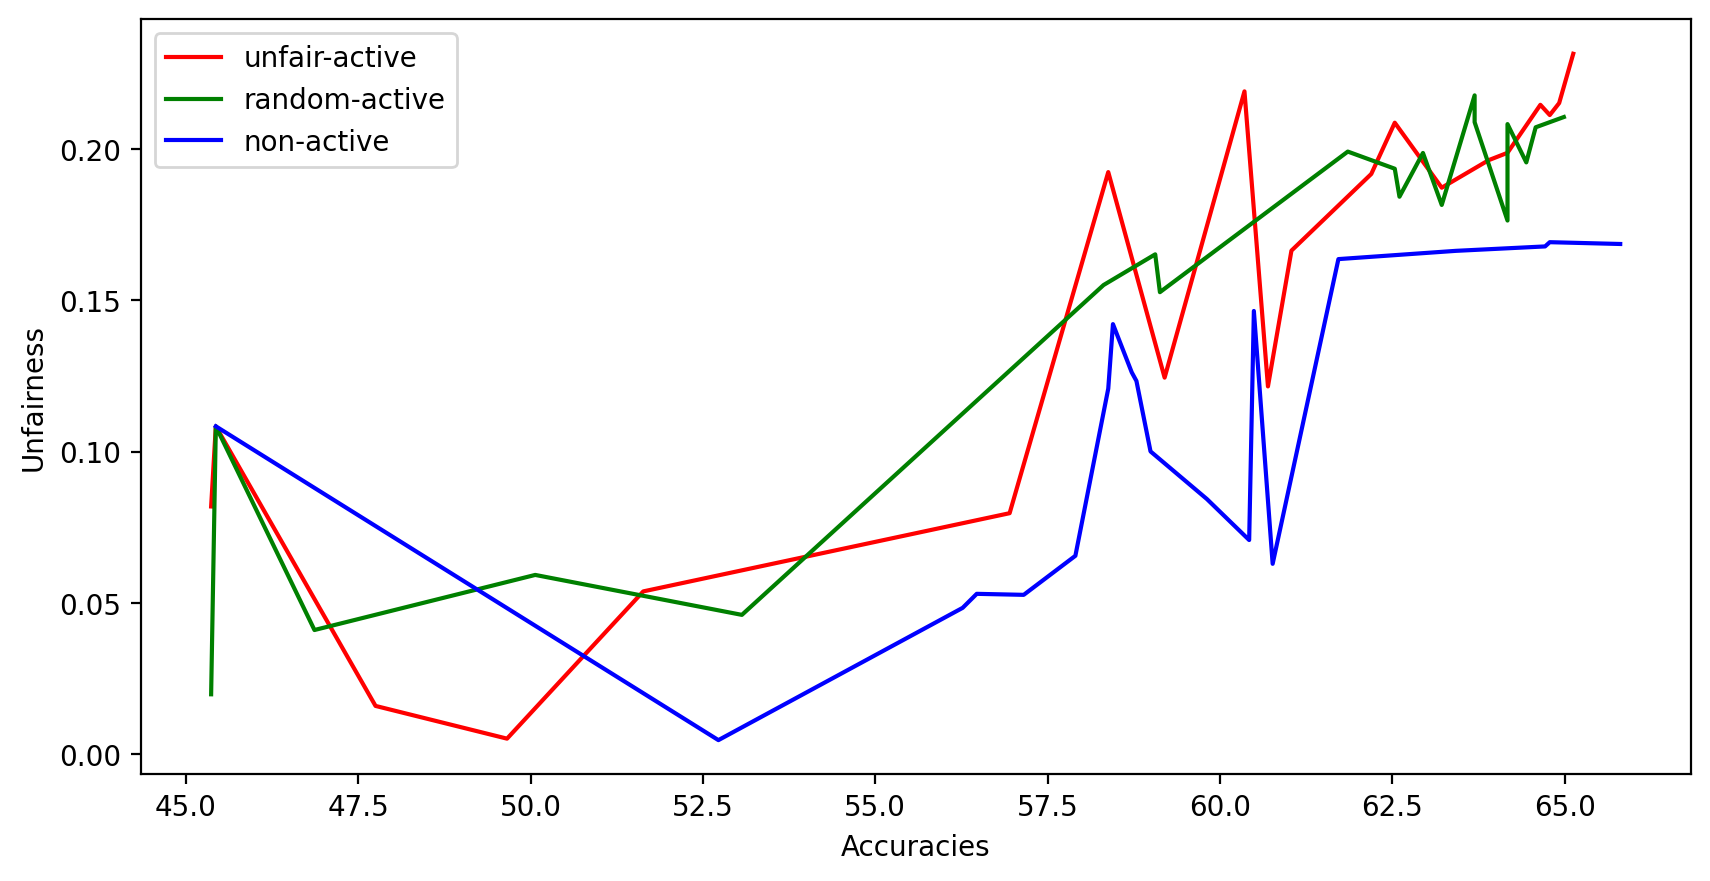 unfair-active
random-active
non-active
Unfairness
0.20
0.15
0.10
0.05
0.00
45.0 47.5 50.0 52.5 55.0 57.5 60.0 62.5 65.0
Accuracies